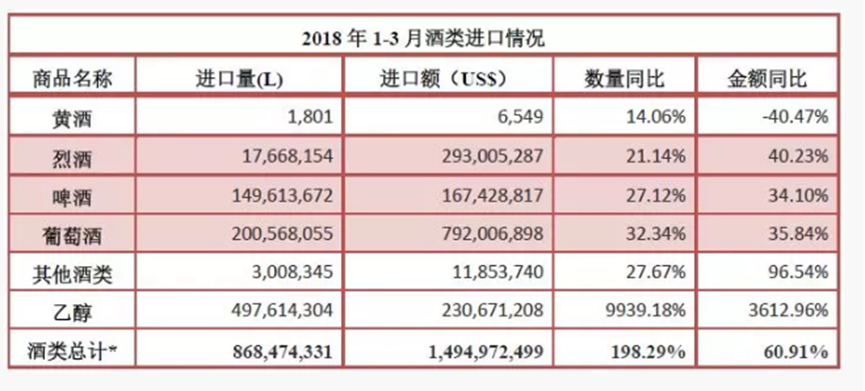 2018 年 1-3 月酒类进口情况
商品名称 进口量(L) 进口额（US$） 数量同比 金额同比
黄酒 1,801 6,549 14.06% -40.47%
烈酒 17,668,154 293,005,287 21.14% 40.23%
啤酒 149,613,672 167,428,817 27.12% 34.10%
葡萄酒 200,568,055 792,006,898 32.34% 35.84%
其他酒类 3,008,345 11,853,740 27.67% 96.54%
乙醇 497,614,304 230,671,208 9939.18% 3612.96%
酒类总计* 868,474,331 1,494,972,499 198.29% 60.91%